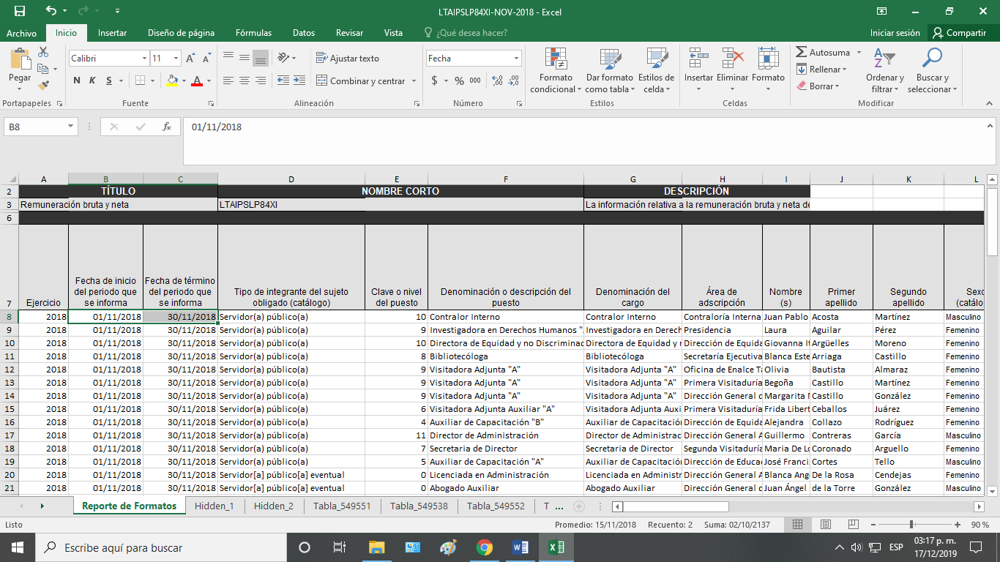 LTAIPSLP84XI-NOV-2018 - Excel
Archivo Inicio Insertar Diseño de página Fórmulas Datos Revisar Vista ¿Qué desea hacer? Iniciar sesión Compartir
Pegar Calibri 11 N K S Ajustar texto Combinar y centrar Fecha $ % 000 Formato condicional Dar formato como tabla Estilos de celda Insertar Eliminar Formato Autosuma Rellenar Borrar Ordenar y filtrar Buscar y seleccionar
Portapapeles Fuente Alineación Número Estilos Celdas Modificar
B8 fx 01/11/2018
A B C D E F G H I J K L
2 TÍTULO NOMBRE CORTO DESCRIPCIÓN
3 Remuneración bruta y neta LTAIPSLP84XI La información relativa a la remuneración bruta y neta de
6
7 Ejercicio Fecha de inicio del periodo que se informa Fecha de término del periodo que se informa Tipo de integrante del sujeto obligado (catálogo) Clave o nivel del puesto Denominación o descripción del puesto Denominación del cargo Área de adscripción Nombre (s) Primer apellido Segundo apellido Sexo (catálo
8 2018 01/11/2018 30/11/2018 Servidor(a) público(a) 10 Contralor Interno Contralor Interno Contraloría Interna Juan Pablo Acosta Martínez Masculino
9 2018 01/11/2018 30/11/2018 Servidor(a) público(a) 9 Investigadora en Derechos Humanos "A Investigadora en Derech Presidencia Laura Aguilar Pérez Femenino
10 2018 01/11/2018 30/11/2018 Servidor(a) público(a) 10 Directora de Equidad y no Discriminac Directora de Equidad y n Dirección de Equida Giovanna It Argüelles Moreno Femenino
11 2018 01/11/2018 30/11/2018 Servidor(a) público(a) 8 Bibliotecóloga Bibliotecóloga Secretaría Ejecutiva Blanca Este Arriaga Castillo Femenino
12 2018 01/11/2018 30/11/2018 Servidor(a) público(a) 9 Visitadora Adjunta "A" Visitadora Adjunta "A" Oficina de Enalce Ta Olivia Bautista Almaraz Femenino
13 2018 01/11/2018 30/11/2018 Servidor(a) público(a) 9 Visitadora Adjunta "A" Visitadora Adjunta "A" Primera Visitaduría Begoña Castillo Martínez Femenino
14 2018 01/11/2018 30/11/2018 Servidor(a) público(a) 9 Visitadora Adjunta "A" Visitadora Adjunta "A" Dirección General d Margarita Castillo González Femenino
15 2018 01/11/2018 30/11/2018 Servidor(a) público(a) 6 Visitadora Adjunta Auxiliar "A" Visitadora Adjunta Auxi Primera Visitaduría Frida Libert Ceballos Juárez Femenino
16 2018 01/11/2018 30/11/2018 Servidor(a) público(a) 4 Auxiliar de Capacitación "B" Auxiliar de Capacitación Dirección de Equida Alejandra Collazo Rodríguez Femenino
17 2018 01/11/2018 30/11/2018 Servidor(a) público(a) 11 Director de Administración Director de Administrac Dirección General A Guillermo Contreras García Masculino
18 2018 01/11/2018 30/11/2018 Servidor(a) público(a) 7 Secretaria de Director Secretaria de Director Segunda Visitaduría Maria De Lo Coronado Arguello Femenino
19 2018 01/11/2018 30/11/2018 Servidor(a) público(a) 5 Auxiliar de Capacitación "A" Auxiliar de Capacitación Dirección de Educac José Franci Cortes Tello Masculino
20 2018 01/11/2018 30/11/2018 Servidor[a] público[a] eventual 0 Licenciada en Administración Licenciada en Administr Dirección General d Blanca Ang De la Rosa Cendejas Femenino
21 2018 01/11/2018 30/11/2018 Servidor[a] público[a] eventual 0 Abogado Auxiliar Abogado Auxiliar Dirección General d Juan Ángel de la Torre González Masculino
Reporte de Formatos Hidden_1 Hidden_2 Tabla_549551 Tabla_549538 Tabla_549552 T ...
Listo Promedio: 15/11/2018 Recuento: 2 Suma: 02/10/2137 90 %
Escribe aquí para buscar ESP 03:17 p. m.
17/12/2019